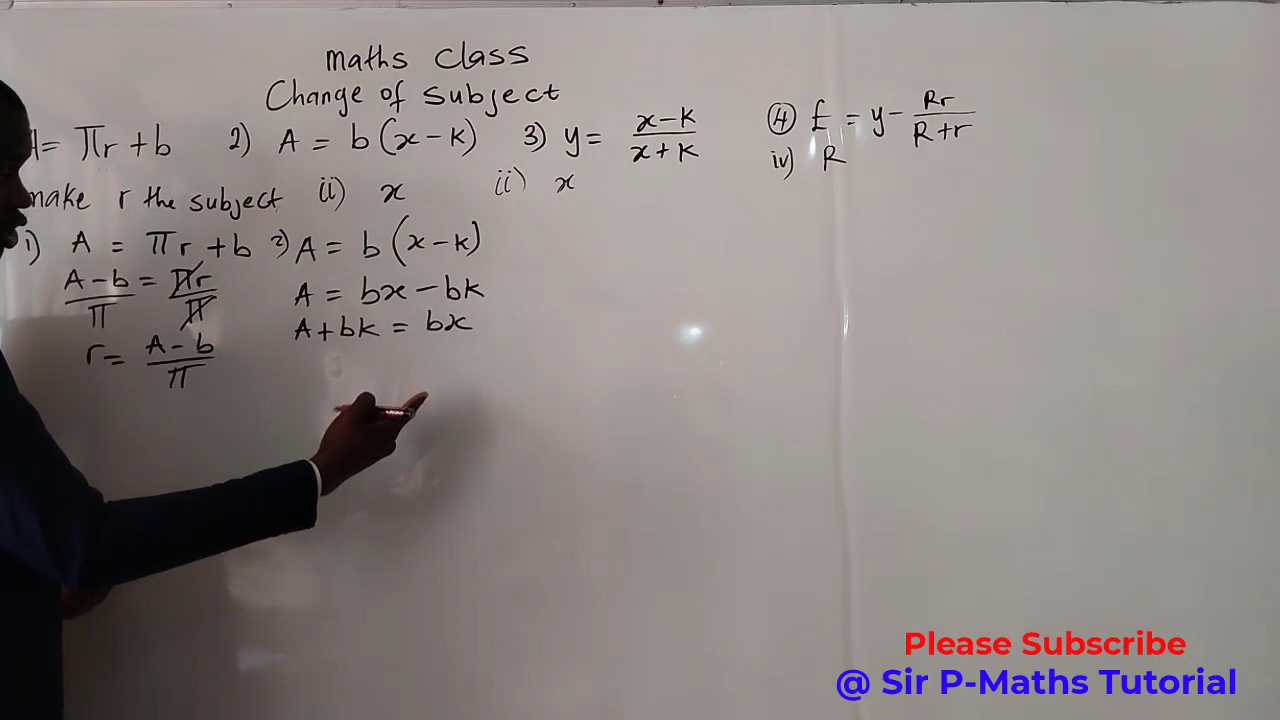 Maths Class
Change of Subject
A= πr + b 2) A = b(x-k) 3) y= x-k / x+k ④ £ = y- Rr / R+r
make r the subject ii) x ii) x iv) R
1) A = πr + b 2) A = b(x-k)
A-b / π = πr / π A = bx - bk
r= A-b / π A+bk = bx
Please Subscribe
@ Sir P-Maths Tutorial